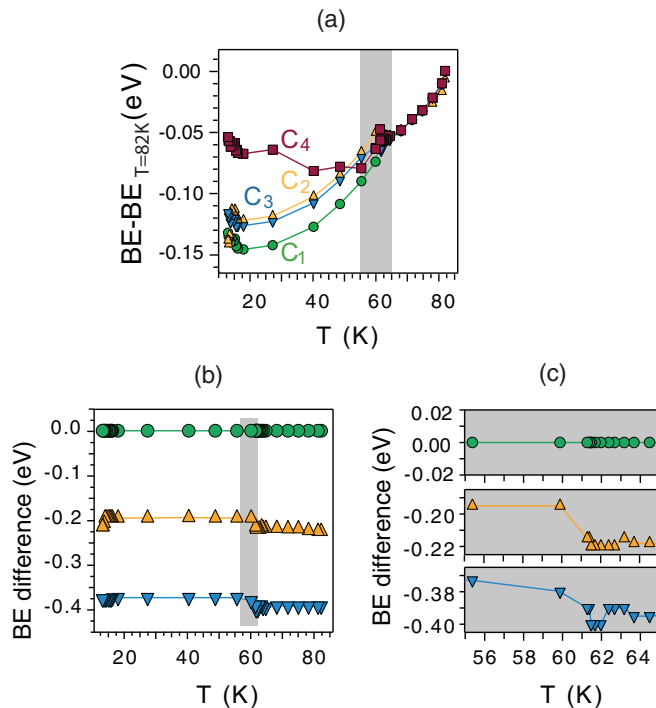 (a)
BE-BE T=82K (eV)
0.00
-0.05
-0.10
-0.15
C4
C2
C3
C1
20 40 60 80
T (K)
(b)
BE difference (eV)
0.0
-0.1
-0.2
-0.3
-0.4
20 40 60 80
T (K)
(c)
BE difference (eV)
0.02
0.00
-0.02
-0.20
-0.22
-0.38
-0.40
56 58 60 62 64
T (K)